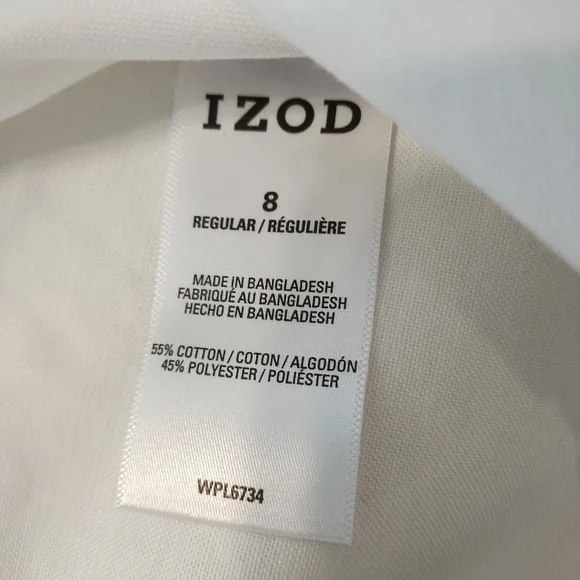 IZOD
8
REGULAR / RÉGULIÈRE
MADE IN BANGLADESH
FABRIQUÉ AU BANGLADESH
HECHO EN BANGLADESH
55% COTTON / COTON / ALGODÓN
45% POLYESTER / POLIÉSTER
WPL6734